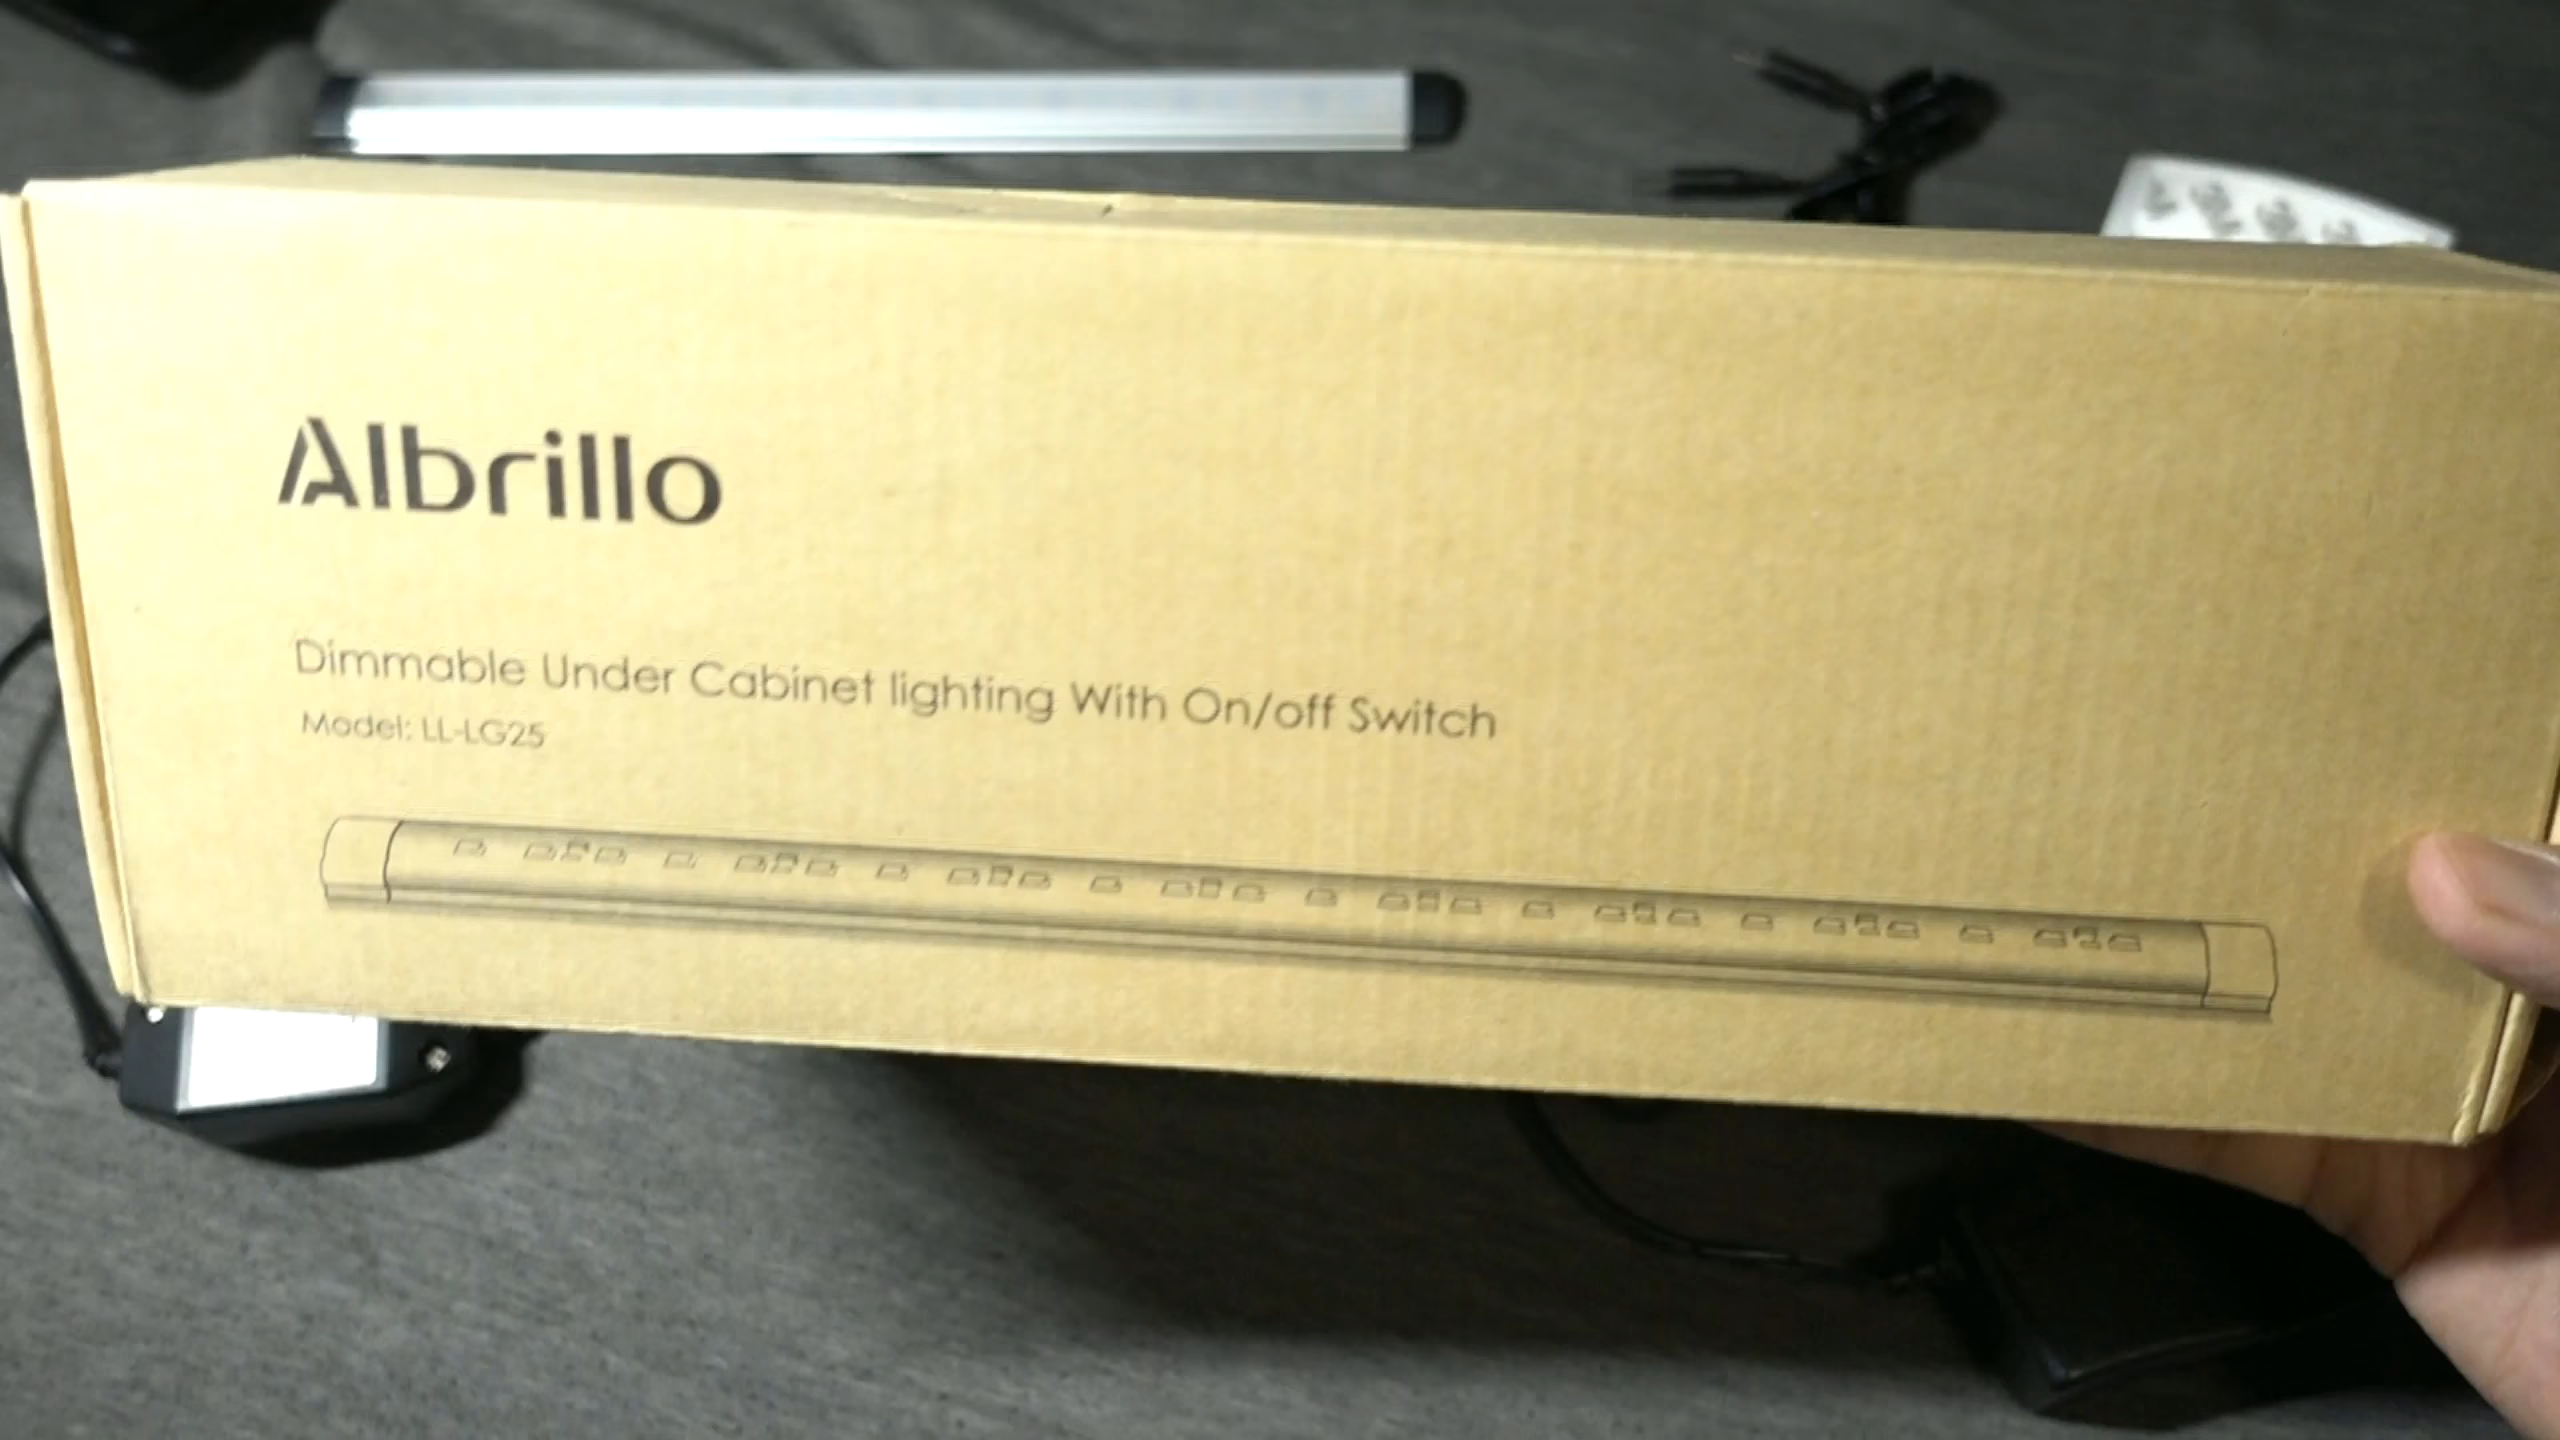 Albrillo
Dimmable Under Cabinet lighting With On/off Switch
Model: LL-LG25